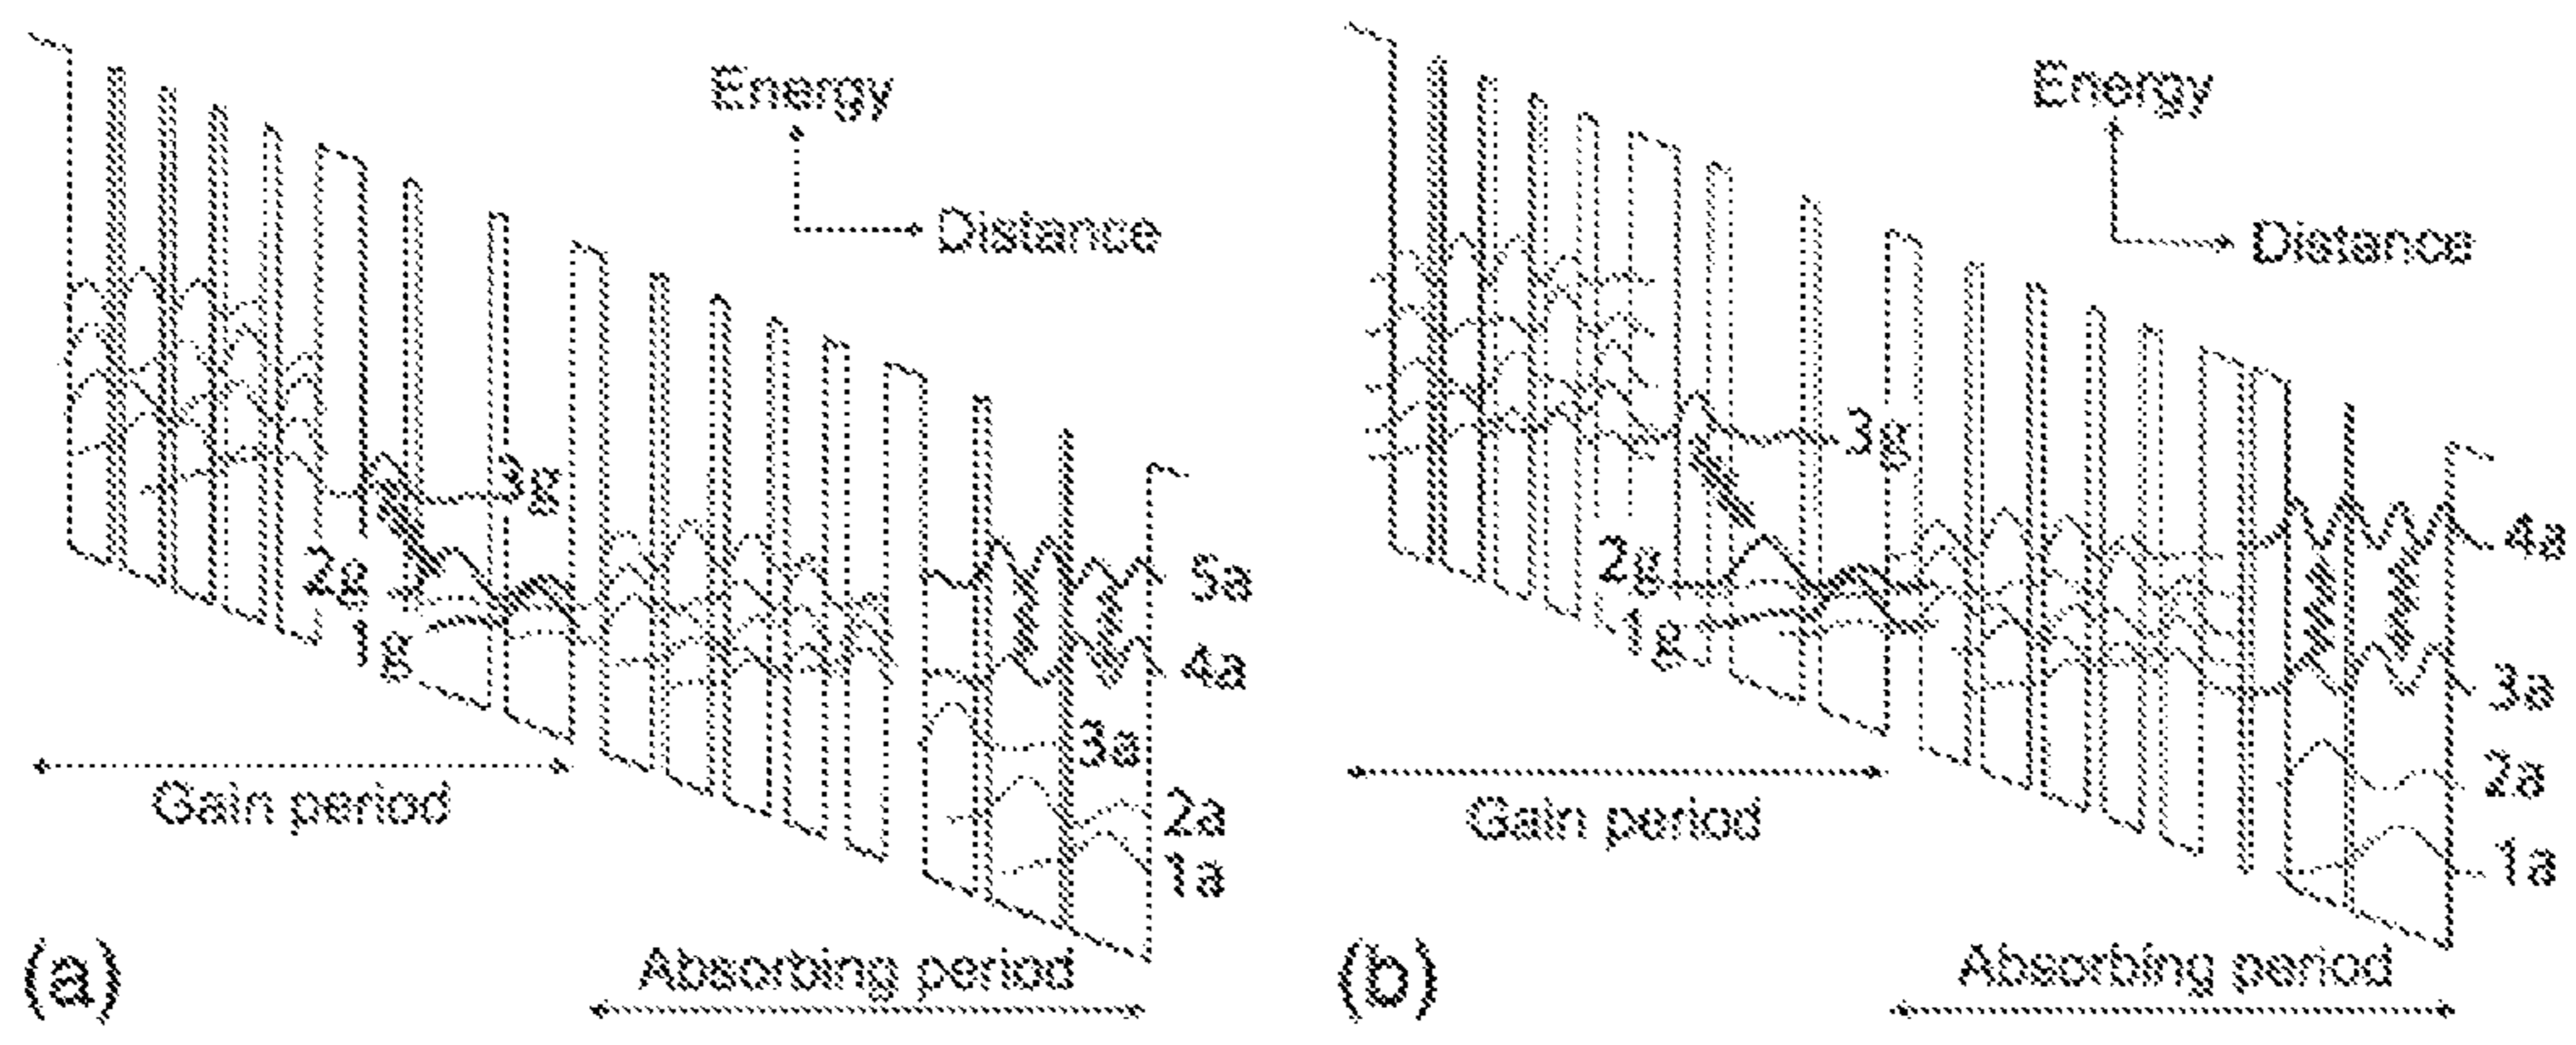 Energy
Distance
3g
2g
1g
5a
4a
3a
2a
1a
Gain period
Absorbing period
(a)
Energy
Distance
3g
2g
1g
4a
3a
2a
1a
Gain period
Absorbing period
(b)